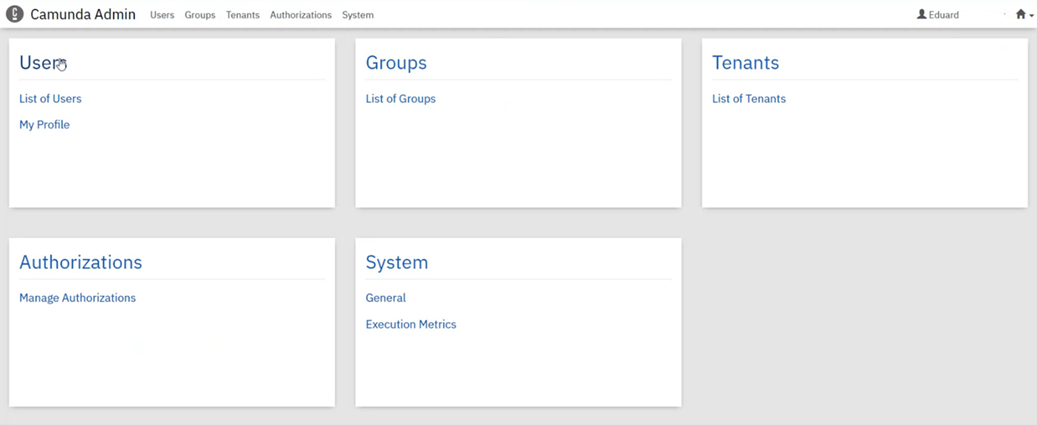 Camunda Admin Users Groups Tenants Authorizations System Eduard
Users Groups Tenants
List of Users List of Groups List of Tenants
My Profile
Authorizations System
Manage Authorizations General
Execution Metrics